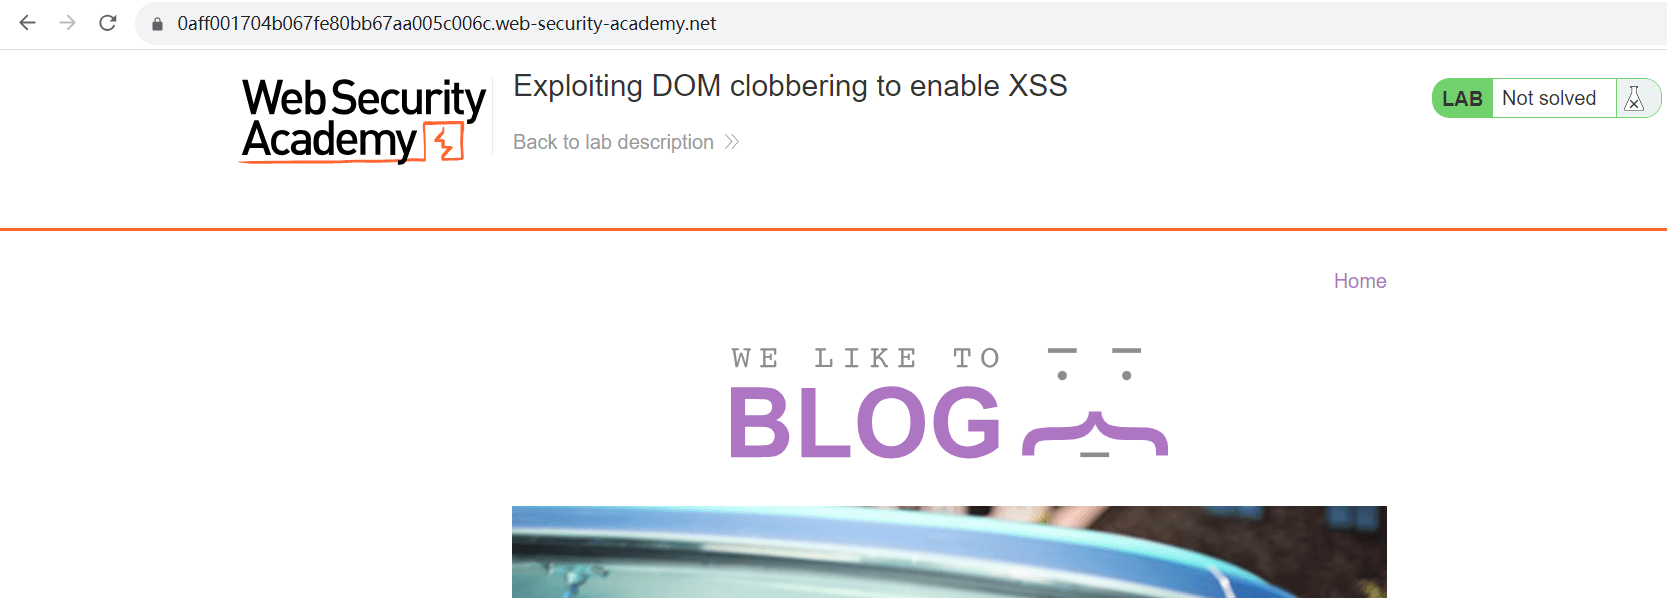 0aff001704b067fe80bb67aa005c006c.web-security-academy.net
Web Security
Academy
Exploiting DOM clobbering to enable XSS
Back to lab description
LAB Not solved
Home
WE LIKE TO
BLOG